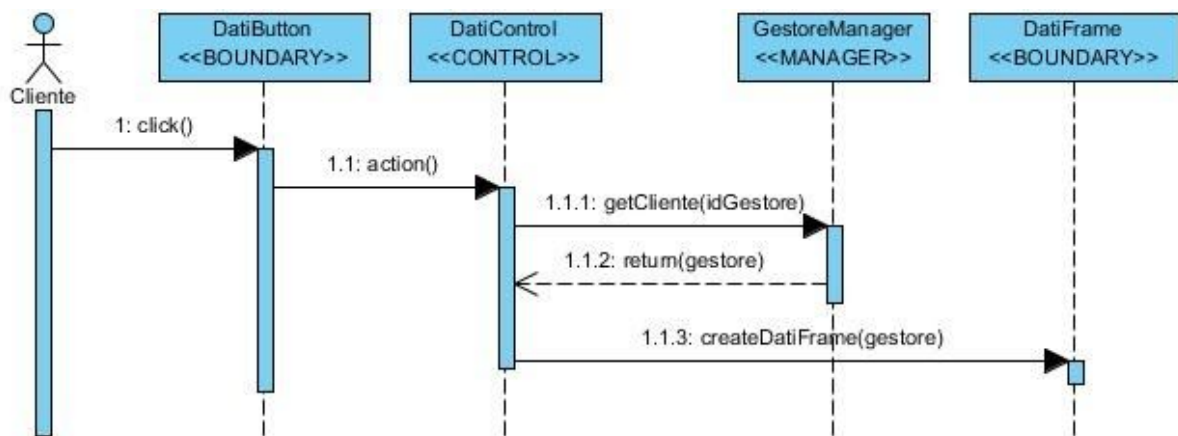 DatiButton
<<BOUNDARY>>
DatiControl
<<CONTROL>>
GestoreManager
<<MANAGER>>
DatiFrame
<<BOUNDARY>>
Cliente
1: click()
1.1: action()
1.1.1: getCliente(idGestore)
1.1.2: return(gestore)
1.1.3: createDatiFrame(gestore)